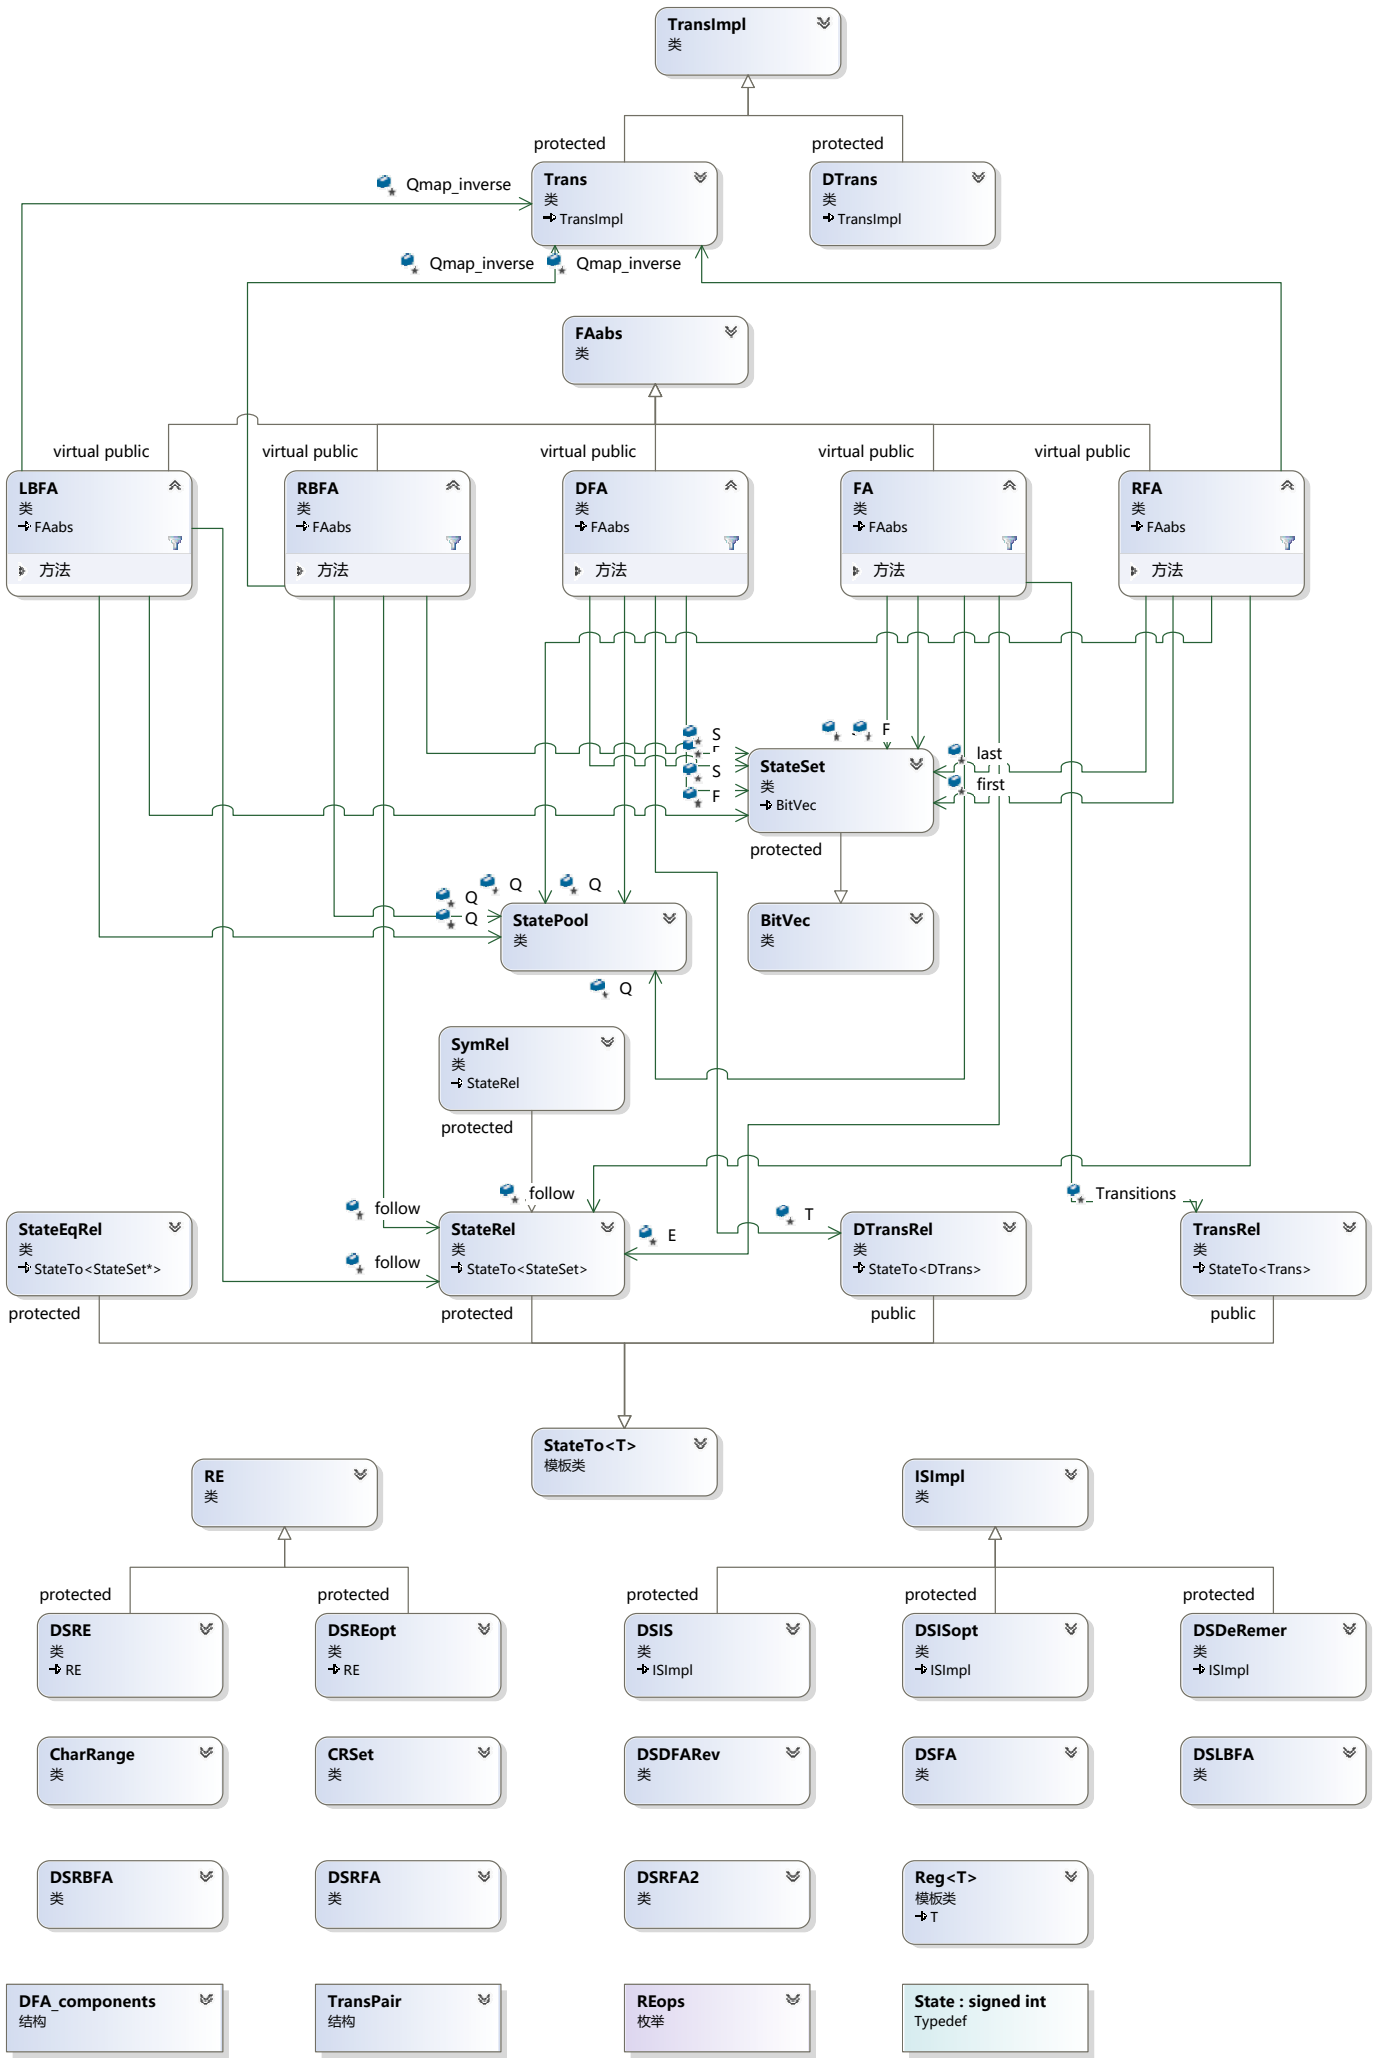 TransImpl
类
protected
protected
Trans
类
TransImpl
DTrans
类
TransImpl
Qmap_inverse
Qmap_inverse
Qmap_inverse
FAabs
类
virtual public
virtual public
virtual public
virtual public
virtual public
LBFA
类
FAabs
方法
RBFA
类
FAabs
方法
DFA
类
FAabs
方法
FA
类
FAabs
方法
RFA
类
FAabs
方法
S
S
F
F
last
first
StateSet
类
BitVec
protected
Q
Q
Q
Q
StatePool
类
BitVec
类
Q
SymRel
类
StateRel
protected
follow
follow
follow
E
T
Transitions
StateEqRel
类
StateTo<StateSet*>
protected
StateRel
类
StateTo<StateSet>
protected
DTransRel
类
StateTo<DTrans>
public
TransRel
类
StateTo<Trans>
public
StateTo<T>
模板类
RE
类
ISImpl
类
protected
protected
protected
protected
protected
DSRE
类
RE
DSREopt
类
RE
DSIS
类
ISImpl
DSISopt
类
ISImpl
DSDeRemer
类
ISImpl
CharRange
类
CRSet
类
DSDFARev
类
DSFA
类
DSLBFA
类
DSRBFA
类
DSRFA
类
DSRFA2
类
Reg<T>
模板类
T
DFA_components
结构
TransPair
结构
REops
枚举
State : signed int
Typedef